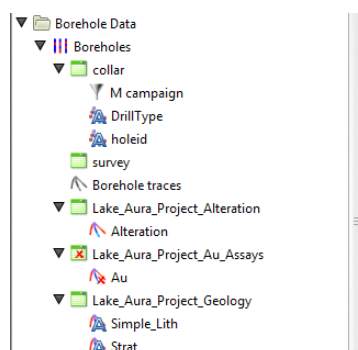 Borehole Data
Boreholes
collar
M campaign
DrillType
holeid
survey
Borehole traces
Lake_Aura_Project_Alteration
Alteration
Lake_Aura_Project_Au_Assays
Au
Lake_Aura_Project_Geology
Simple_Lith
Strat